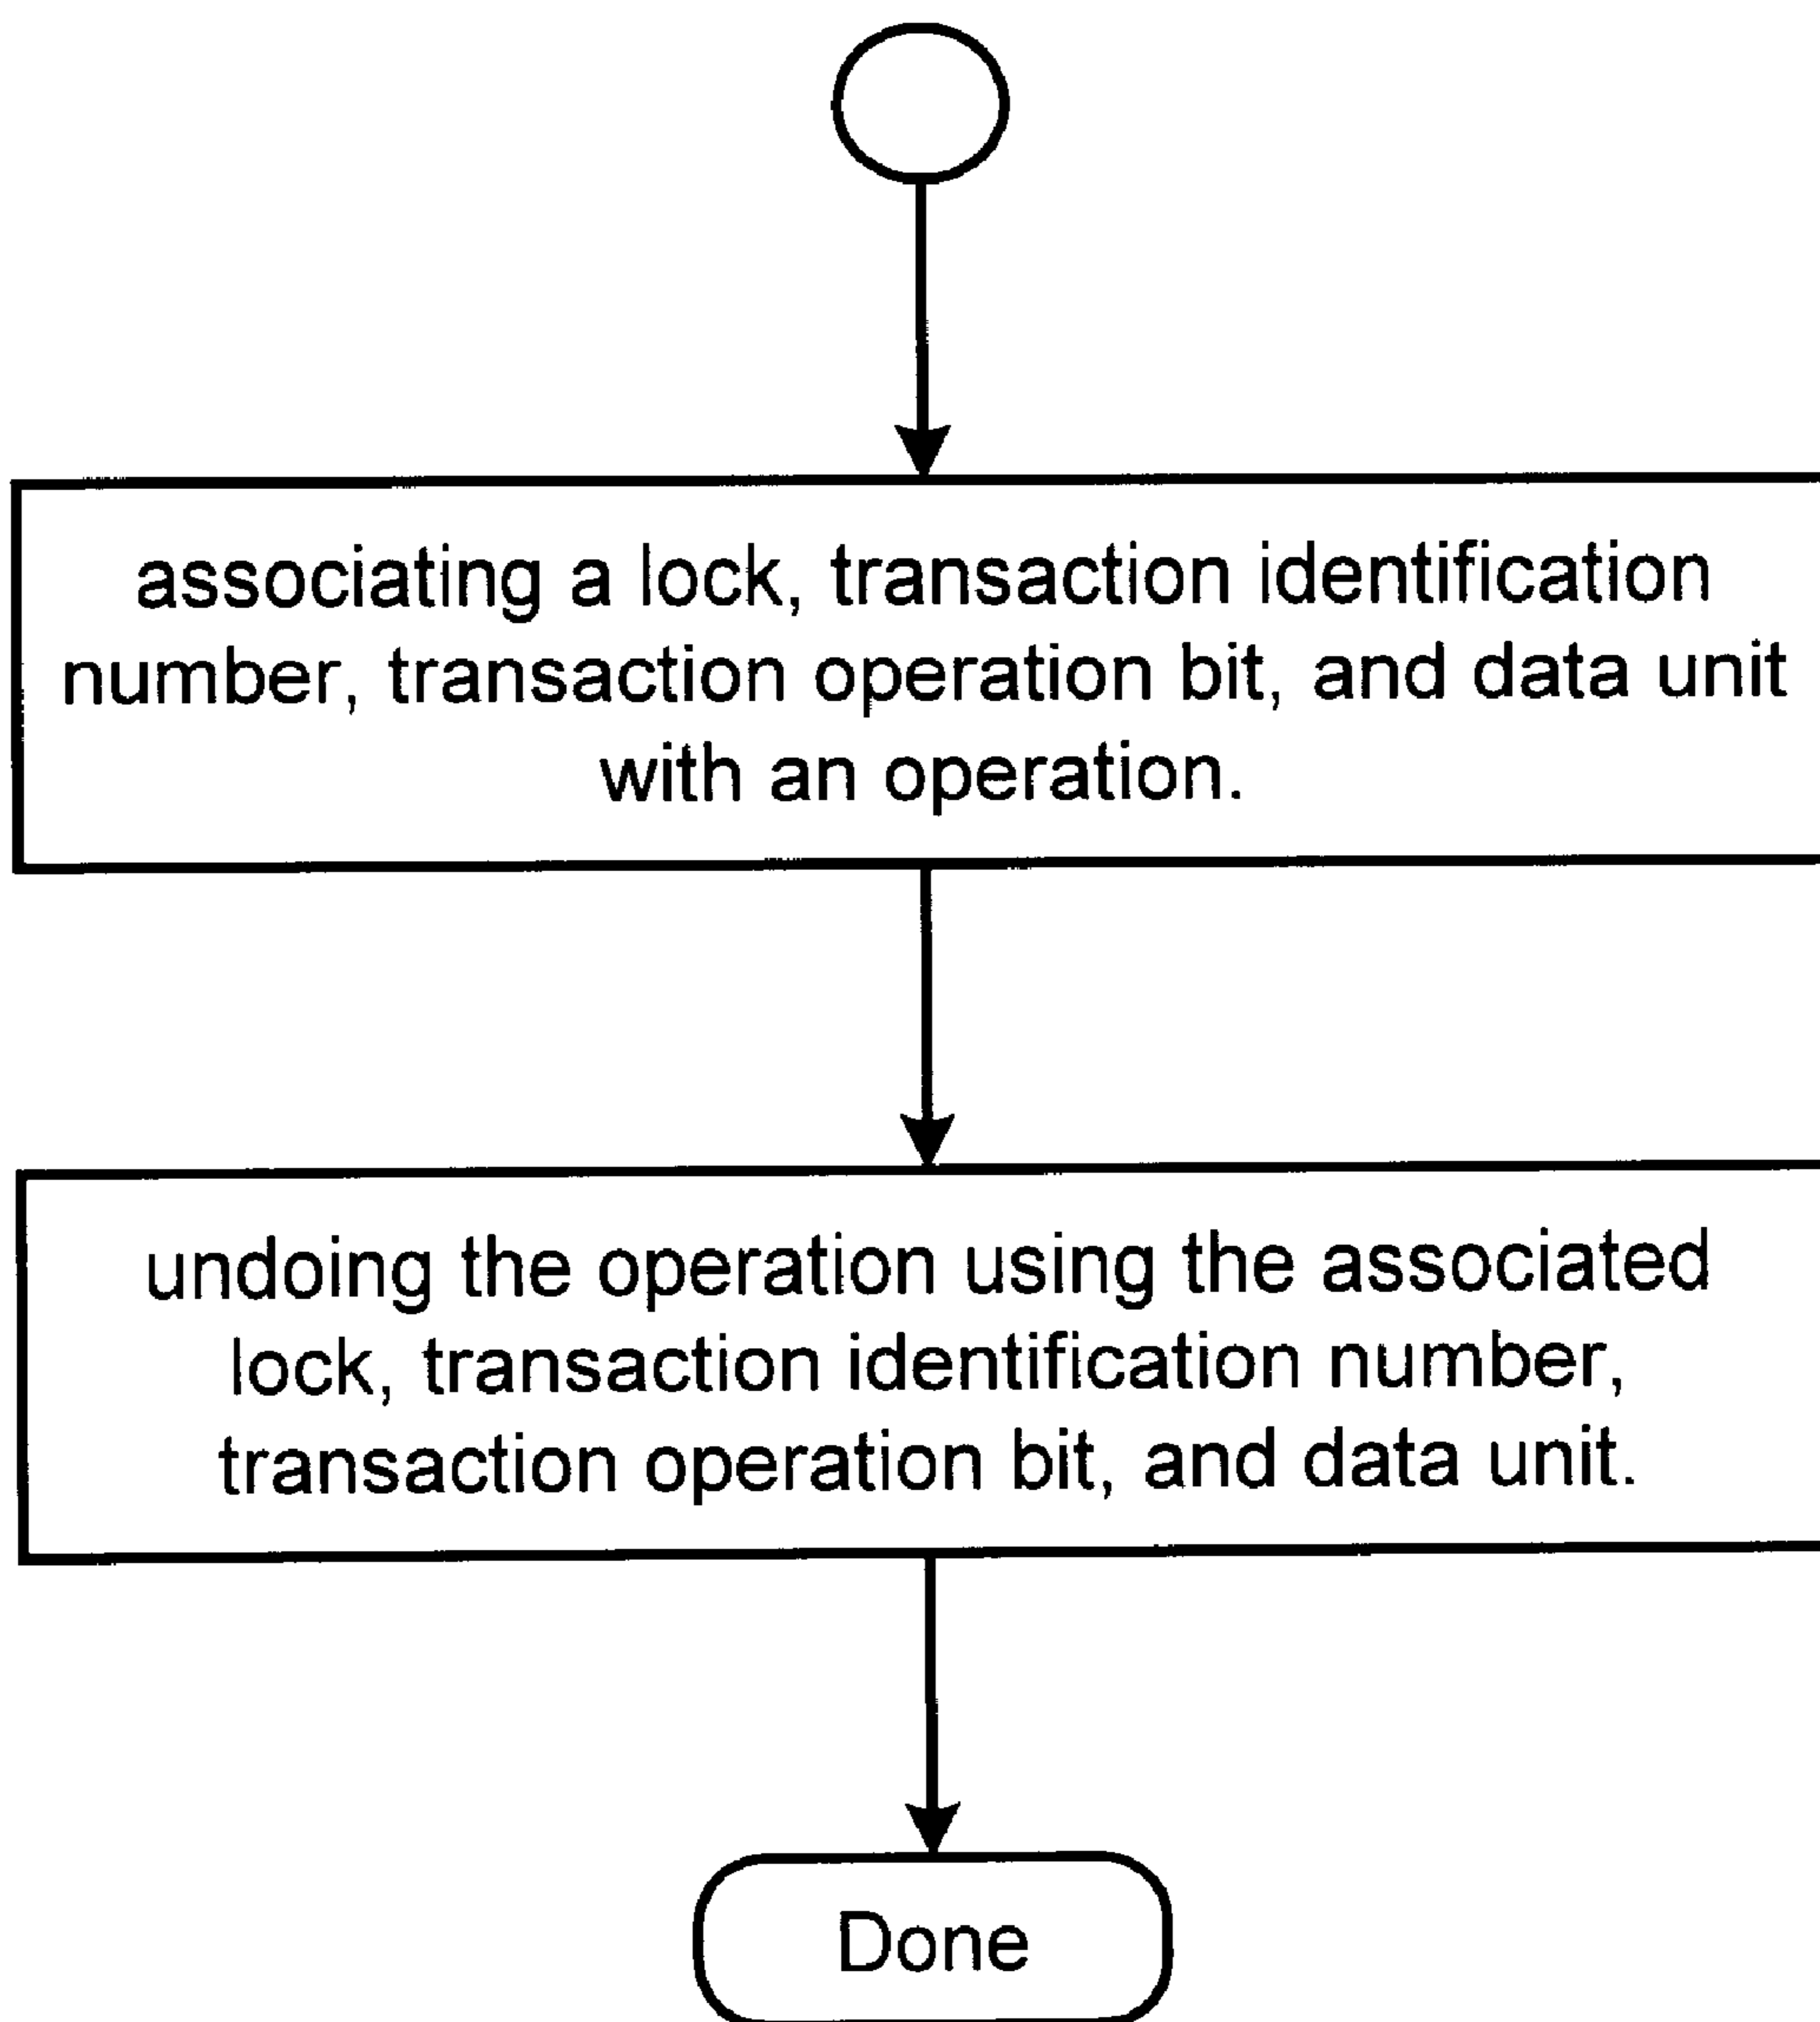 associating a lock, transaction identification
number, transaction operation bit, and data unit
with an operation.
undoing the operation using the associated
lock, transaction identification number,
transaction operation bit, and data unit.
Done